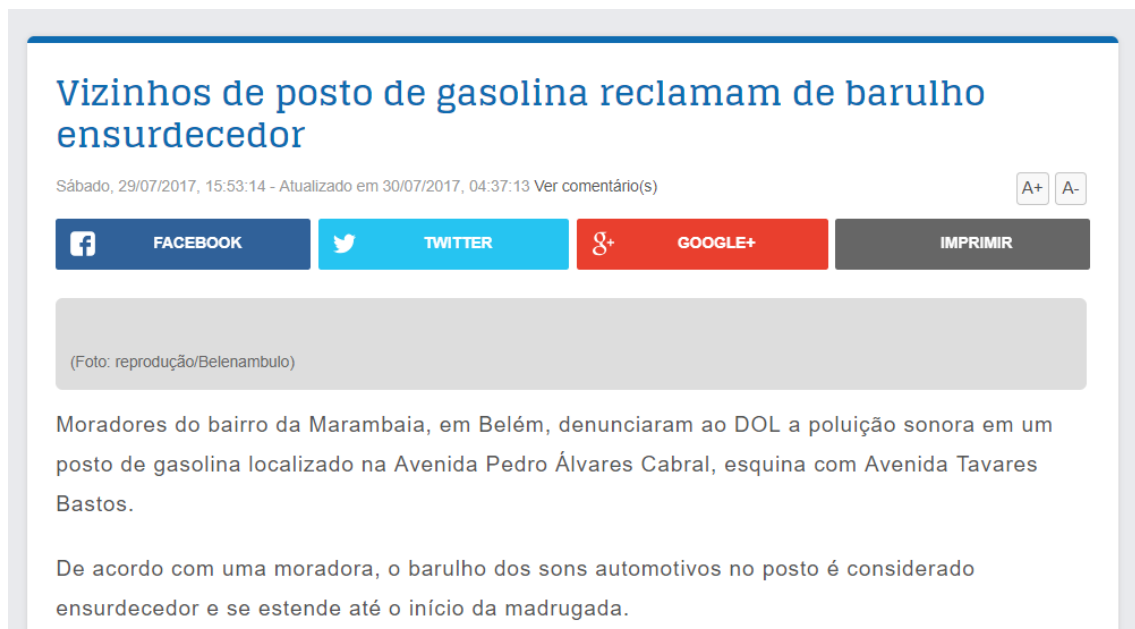 Vizinhos de posto de gasolina reclamam de barulho
ensurdecedor
Sábado, 29/07/2017, 15:53:14 - Atualizado em 30/07/2017, 04:37:13 Ver comentário(s)
A+ A-
FACEBOOK TWITTER g+ GOOGLE+ IMPRIMIR
(Foto: reprodução/Belenambulo)
Moradores do bairro da Marambaia, em Belém, denunciaram ao DOL a poluição sonora em um
posto de gasolina localizado na Avenida Pedro Álvares Cabral, esquina com Avenida Tavares
Bastos.
De acordo com uma moradora, o barulho dos sons automotivos no posto é considerado
ensurdecedor e se estende até o início da madrugada.